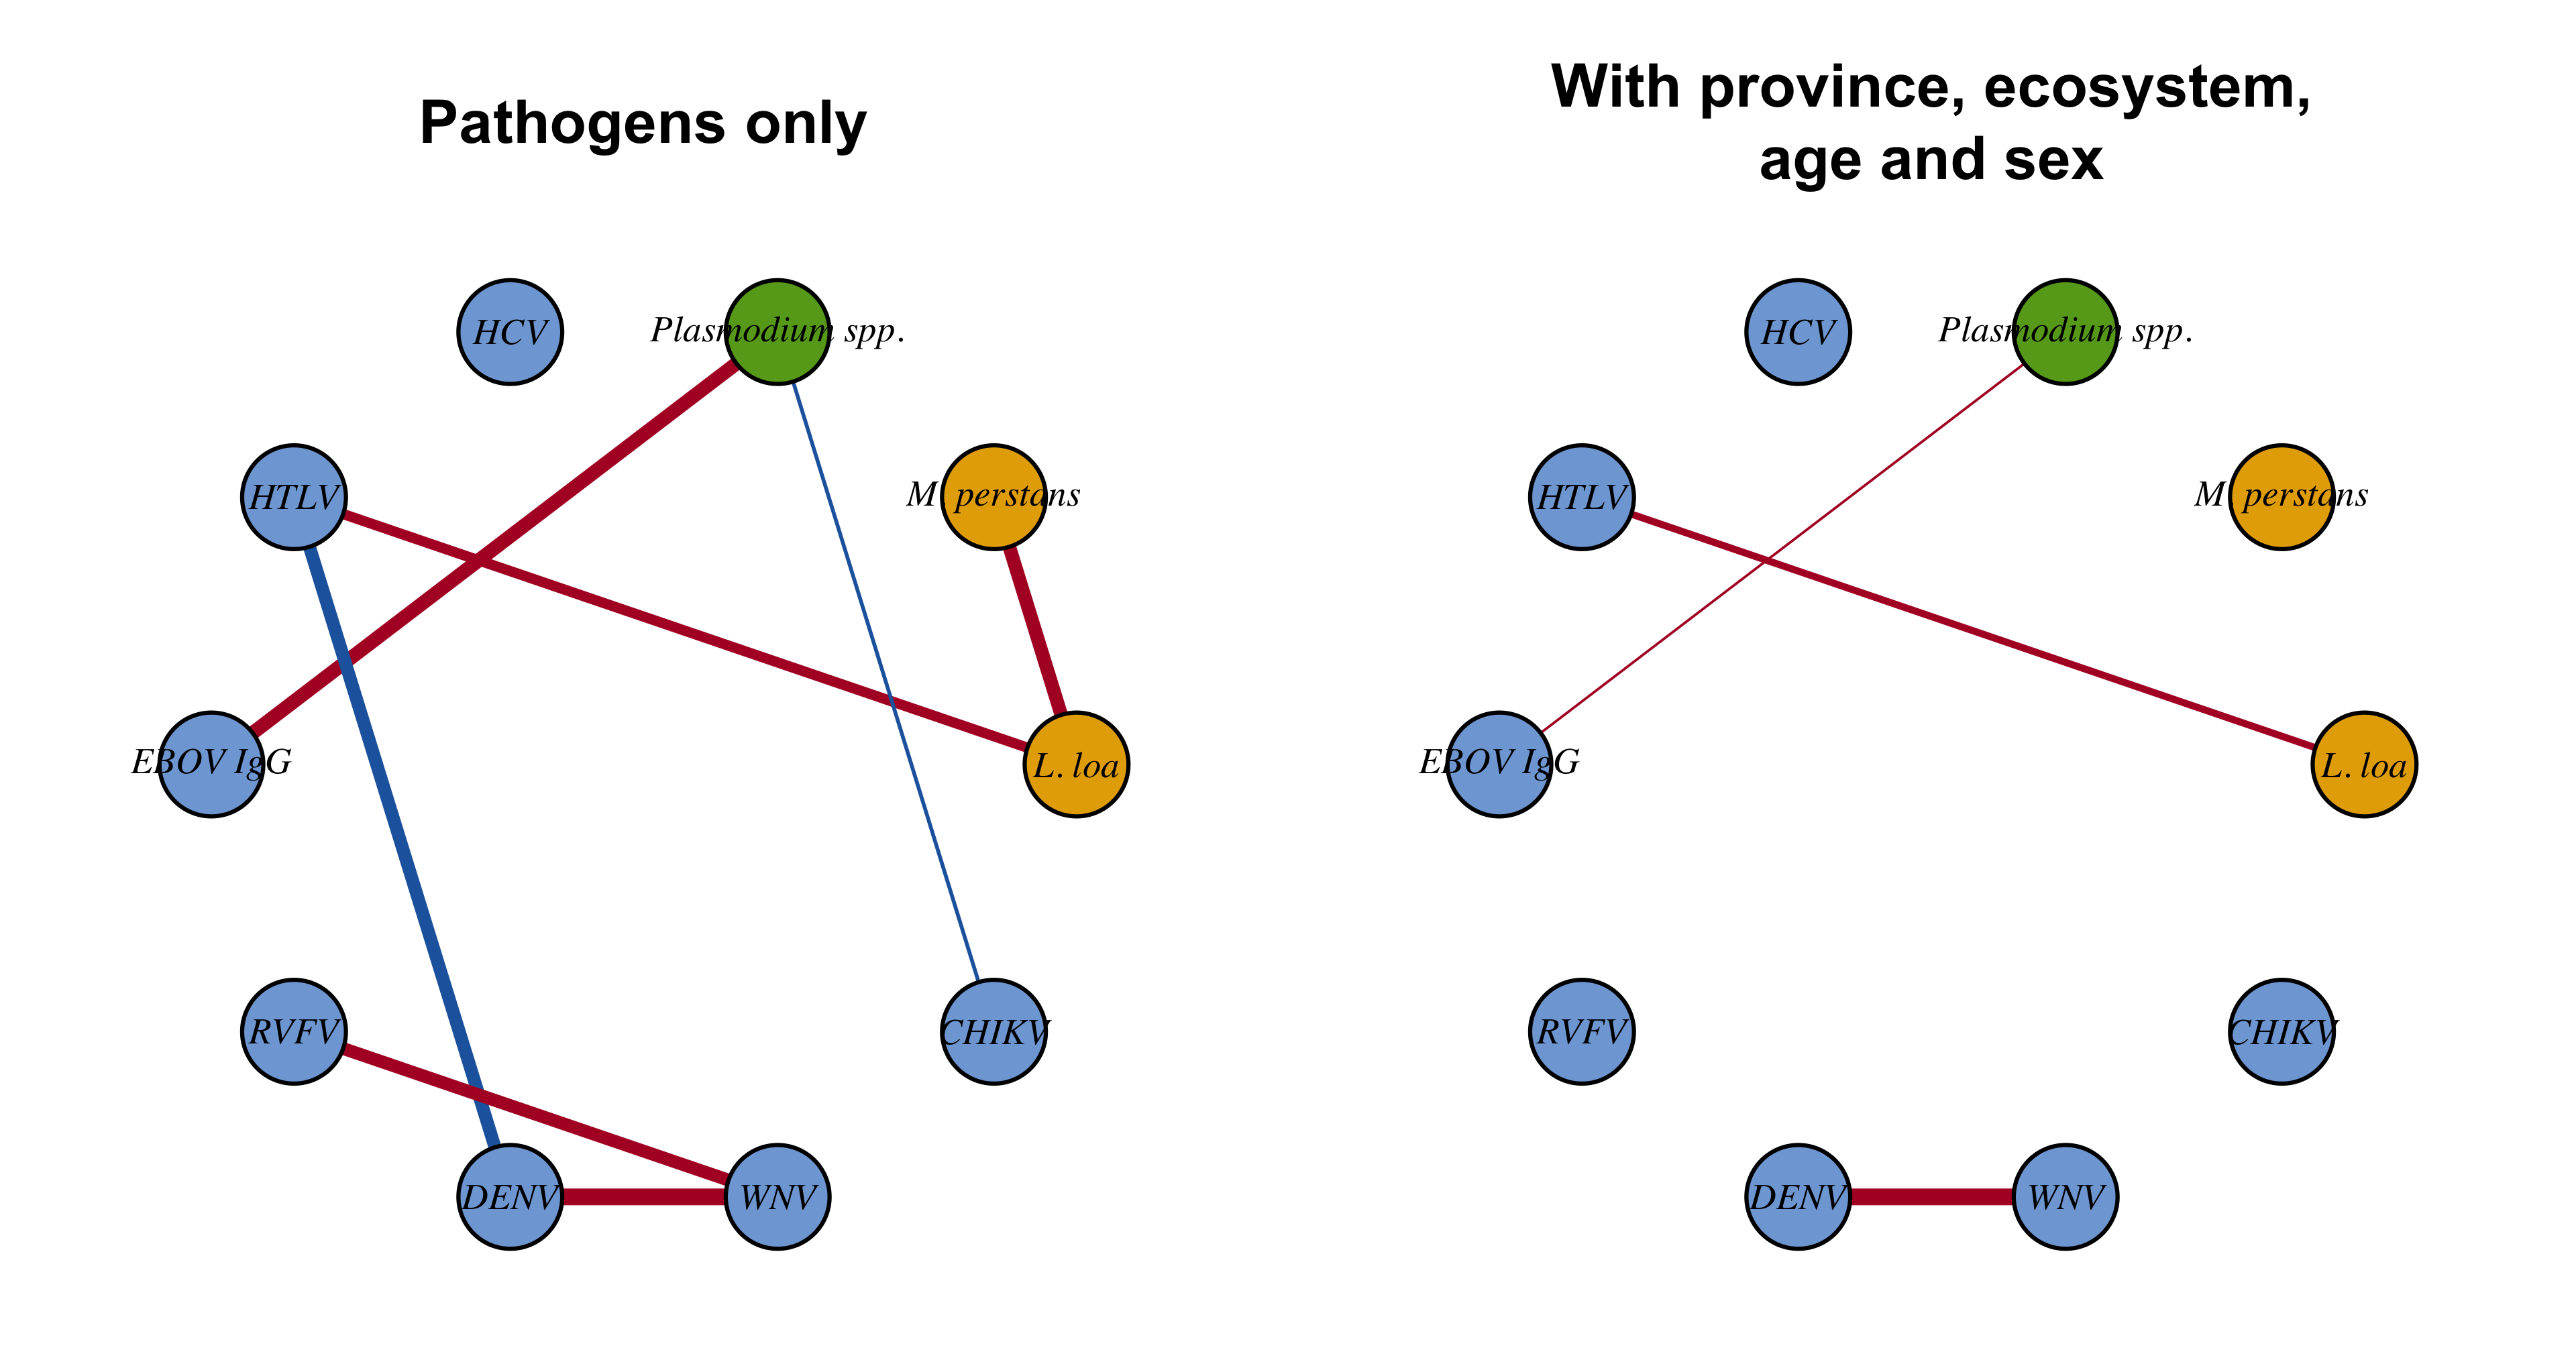 Pathogens only
HCV
Plasmodium spp.
HTLV
M. perstans
EBOV IgG
L. loa
RVFV
CHIKV
DENV
WNV
With province, ecosystem,
age and sex
HCV
Plasmodium spp.
HTLV
M. perstans
EBOV IgG
L. loa
RVFV
CHIKV
DENV
WNV